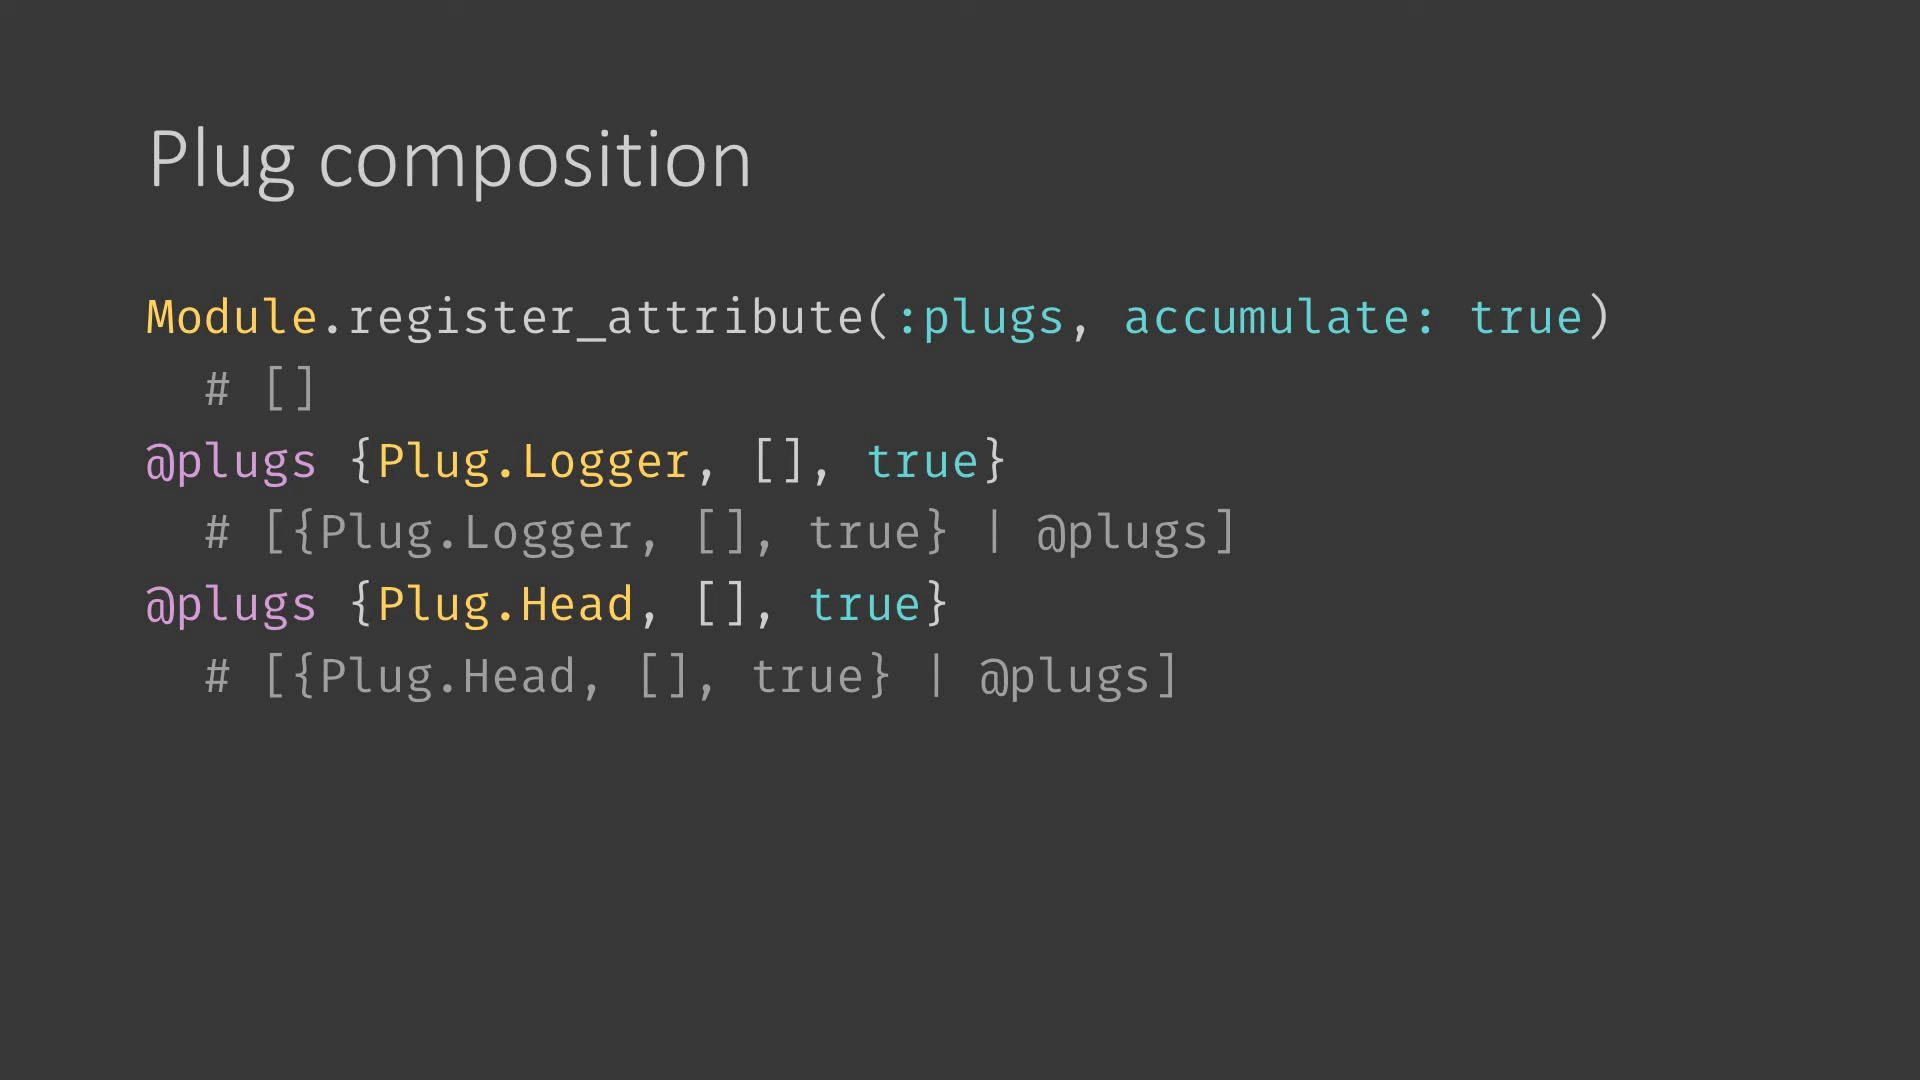 Plug composition
Module.register_attribute(:plugs, accumulate: true)
# []
@plugs {Plug.Logger, [], true}
# [{Plug.Logger, [], true} | @plugs]
@plugs {Plug.Head, [], true}
# [{Plug.Head, [], true} | @plugs]